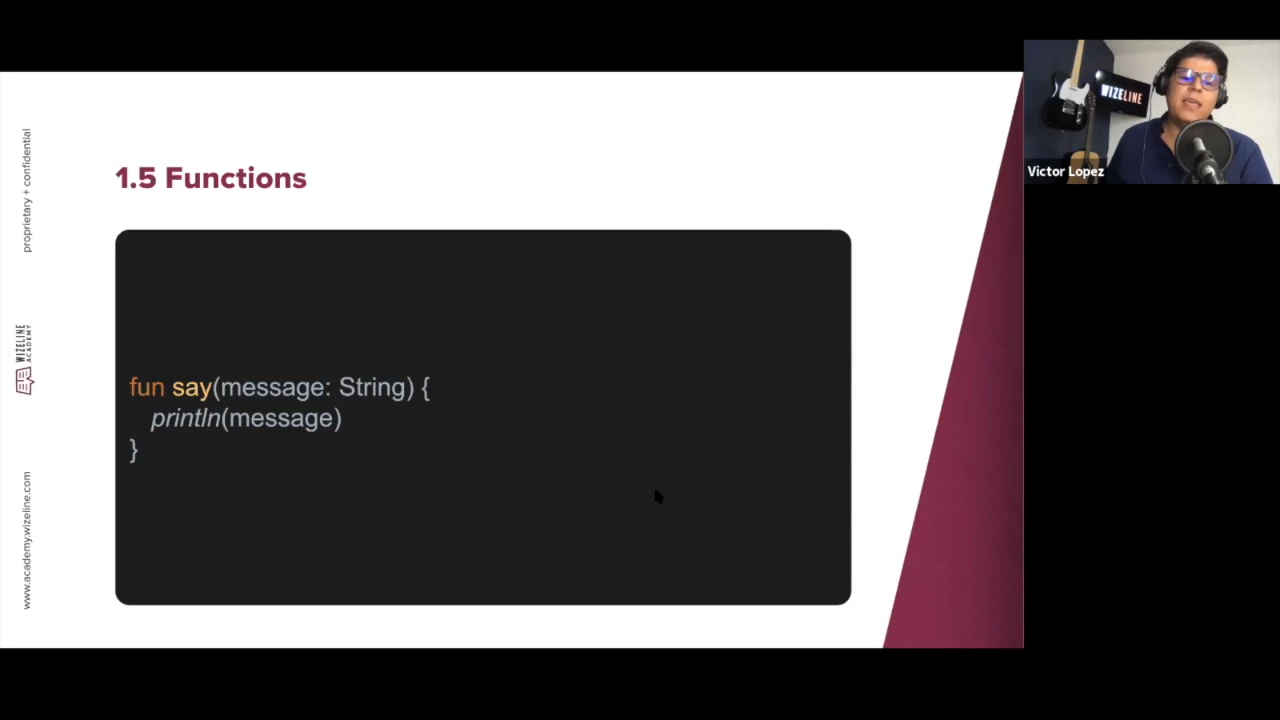 proprietary + confidential
WIZELINE
ACADEMY
www.academy.wizeline.com
1.5 Functions
fun say(message: String) {
println(message)
}
WIZELINE
Victor Lopez